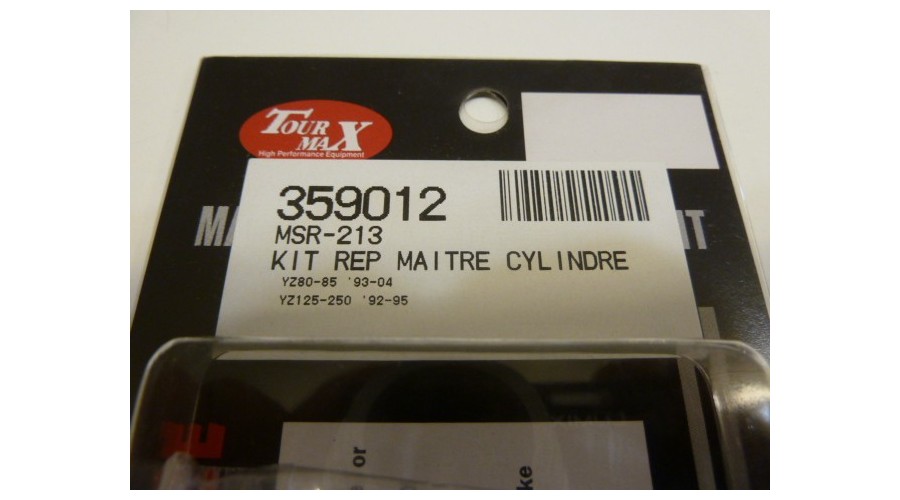 TOUR MAX
High Performance Equipment
359012
MSR-213
KIT REP MAITRE CYLINDRE
YZ80-85 '93-04
YZ125-250 '92-95
or